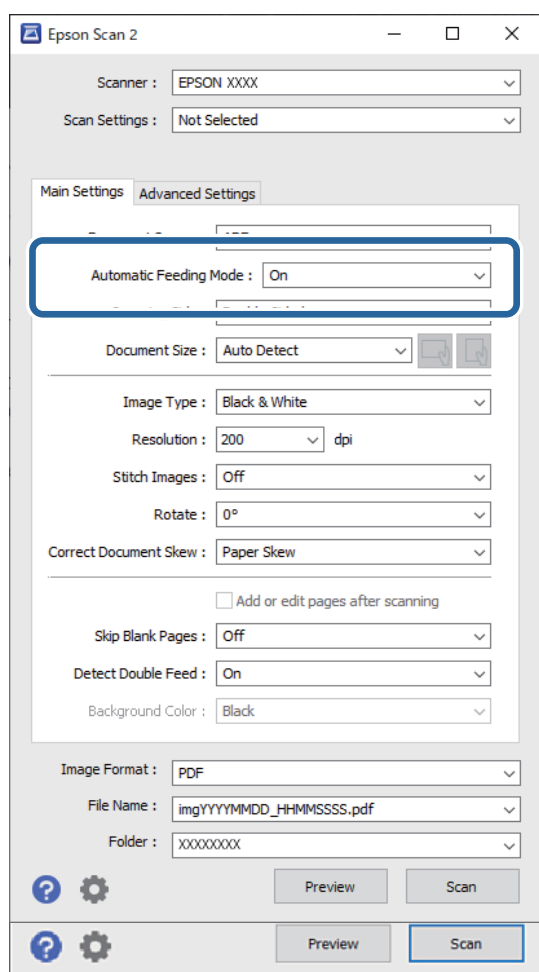 Epson Scan 2
Scanner : EPSON XXXX
Scan Settings : Not Selected
Main Settings Advanced Settings
Automatic Feeding Mode : On
Document Size : Auto Detect
Image Type : Black & White
Resolution : 200 dpi
Stitch Images : Off
Rotate : 0°
Correct Document Skew : Paper Skew
Add or edit pages after scanning
Skip Blank Pages : Off
Detect Double Feed : On
Background Color : Black
Image Format : PDF
File Name : imgYYYYMMDD_HHMMSSSS.pdf
Folder : XXXXXXXX
? Preview Scan
? Preview Scan